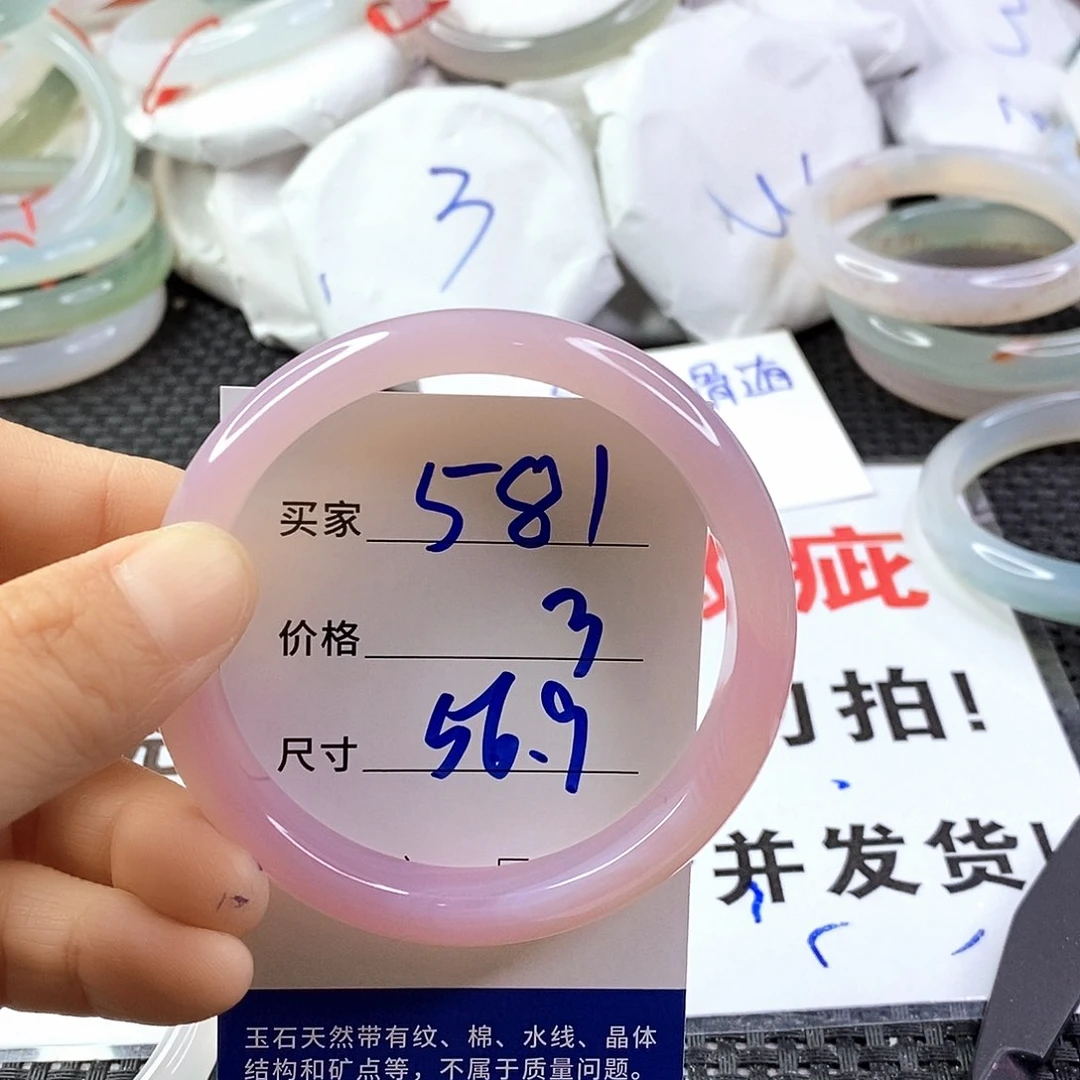 3
买家 581
价格 3
尺寸 56.9
疵
拍!
并发货
玉石天然带有纹、棉、水线、晶体
结构和矿点等，不属于质量问题。